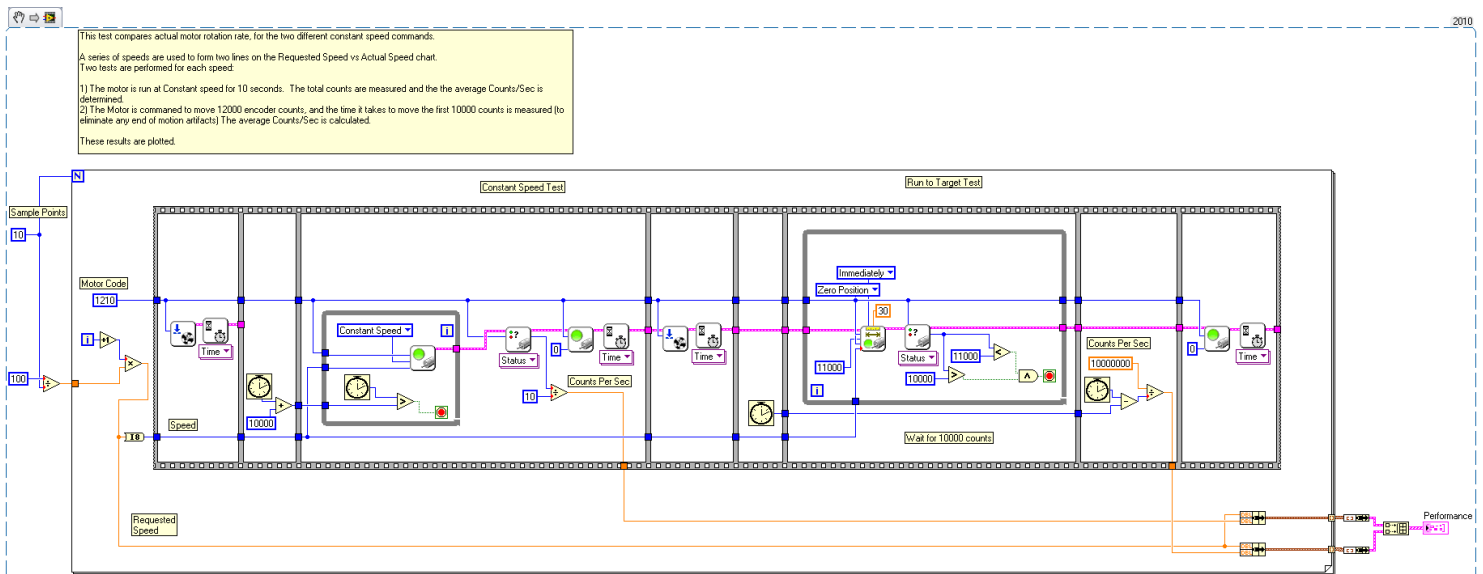 2010
This test compares actual motor rotation rate, for the two different constant speed commands.
A series of speeds are used to form two lines on the Requested Speed vs Actual Speed chart.
Two tests are performed for each speed:
1) The motor is run at Constant speed for 10 seconds. The total counts are measured and the the average Counts/Sec is
determined.
2) The Motor is commaned to move 12000 encoder counts, and the time it takes to move the first 10000 counts is measured (to
eliminate any end of motion artifacts) The average Counts/Sec is calculated.
These results are plotted.
N
Constant Speed Test
Run to Target Test
Sample Points
10
Motor Code
1210
i
+1
100
Time
Speed
I8
10000
Constant Speed
i
Status
0
Time
10
Counts Per Sec
Time
Immediately
Zero Position
30
11000
Status
11000
10000
i
Wait for 10000 counts
Counts Per Sec
10000000
0
Time
Requested
Speed
Performance